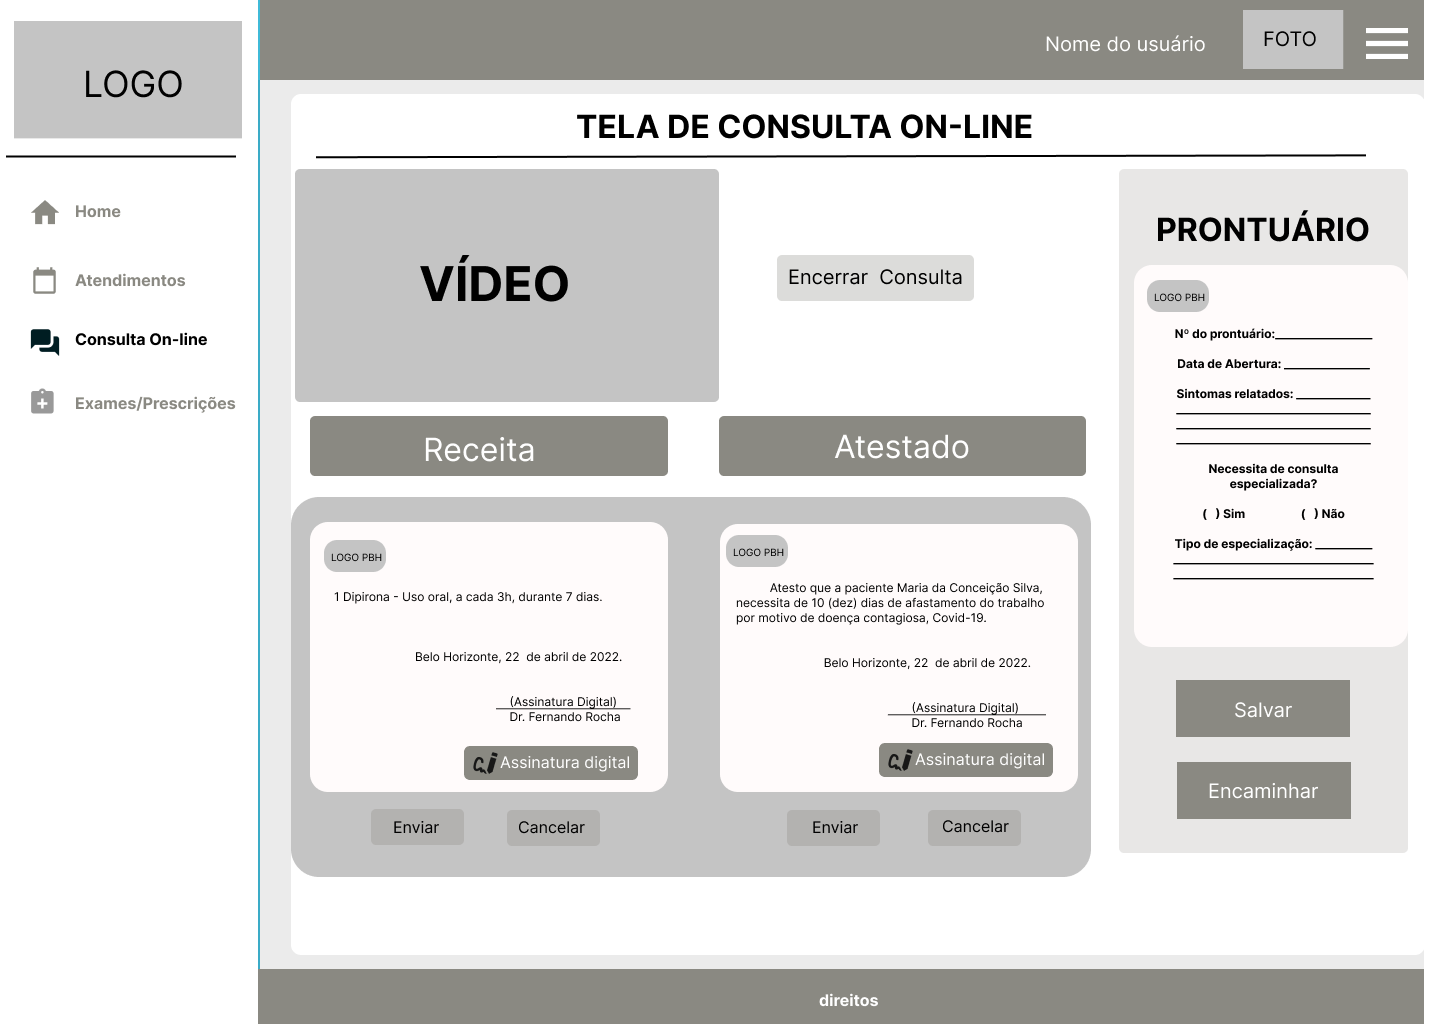 LOGO
Home
Atendimentos
Consulta On-line
Exames/Prescrições
Nome do usuário
FOTO
TELA DE CONSULTA ON-LINE
VÍDEO
Encerrar Consulta
Receita
Atestado
LOGO PBH
1 Dipirona - Uso oral, a cada 3h, durante 7 dias.
Belo Horizonte, 22 de abril de 2022.
(Assinatura Digital)
Dr. Fernando Rocha
Assinatura digital
Enviar
Cancelar
LOGO PBH
Atesto que a paciente Maria da Conceição Silva,
necessita de 10 (dez) dias de afastamento do trabalho
por motivo de doença contagiosa, Covid-19.
Belo Horizonte, 22 de abril de 2022.
(Assinatura Digital)
Dr. Fernando Rocha
Assinatura digital
Enviar
Cancelar
PRONTUÁRIO
LOGO PBH
Nº do prontuário:
Data de Abertura:
Sintomas relatados:
Necessita de consulta
especializada?
( ) Sim ( ) Não
Tipo de especialização:
Salvar
Encaminhar
direitos